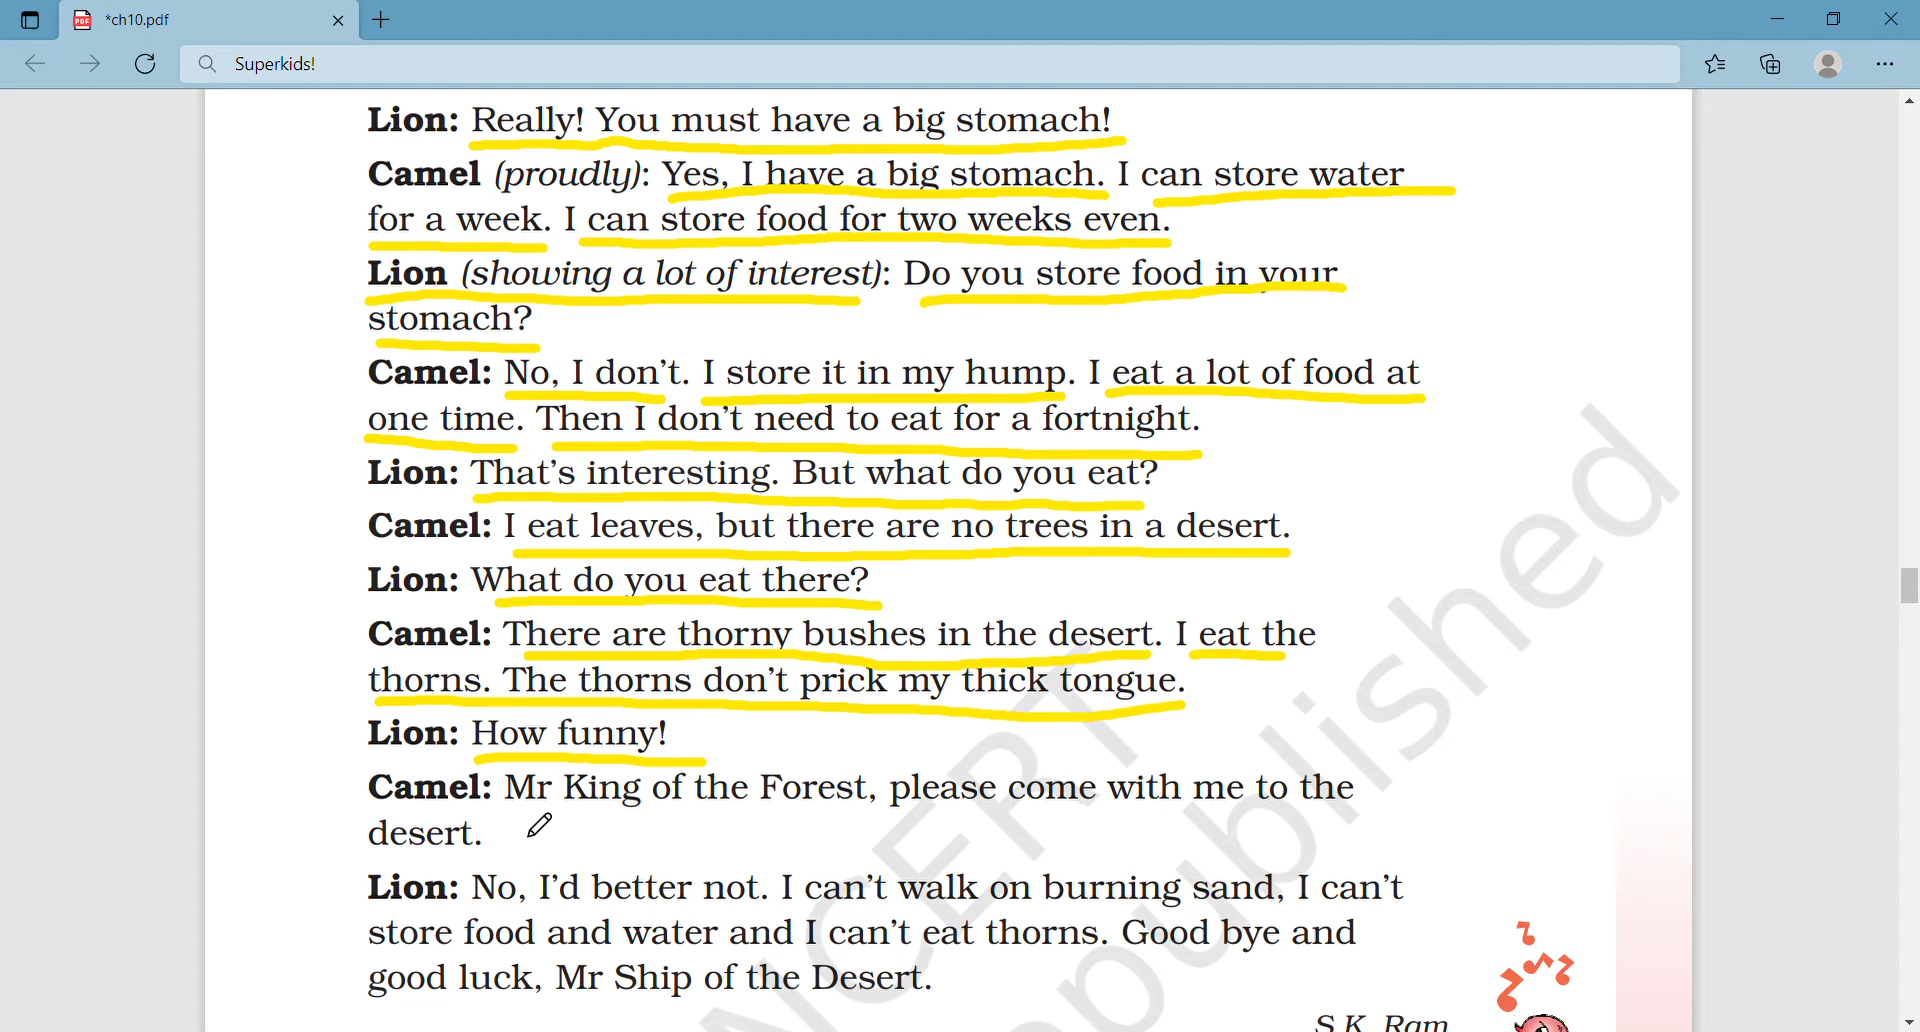 *ch10.pdf
Superkids!
Lion: Really! You must have a big stomach!
Camel (proudly): Yes, I have a big stomach. I can store water
for a week. I can store food for two weeks even.
Lion (showing a lot of interest): Do you store food in your
stomach?
Camel: No, I don't. I store it in my hump. I eat a lot of food at
one time. Then I don't need to eat for a fortnight.
Lion: That's interesting. But what do you eat?
Camel: I eat leaves, but there are no trees in a desert.
Lion: What do you eat there?
Camel: There are thorny bushes in the desert. I eat the
thorns. The thorns don't prick my thick tongue.
Lion: How funny!
Camel: Mr King of the Forest, please come with me to the
desert.
Lion: No, I'd better not. I can't walk on burning sand, I can't
store food and water and I can't eat thorns. Good bye and
good luck, Mr Ship of the Desert.
S.K. Ram
NCERT
published